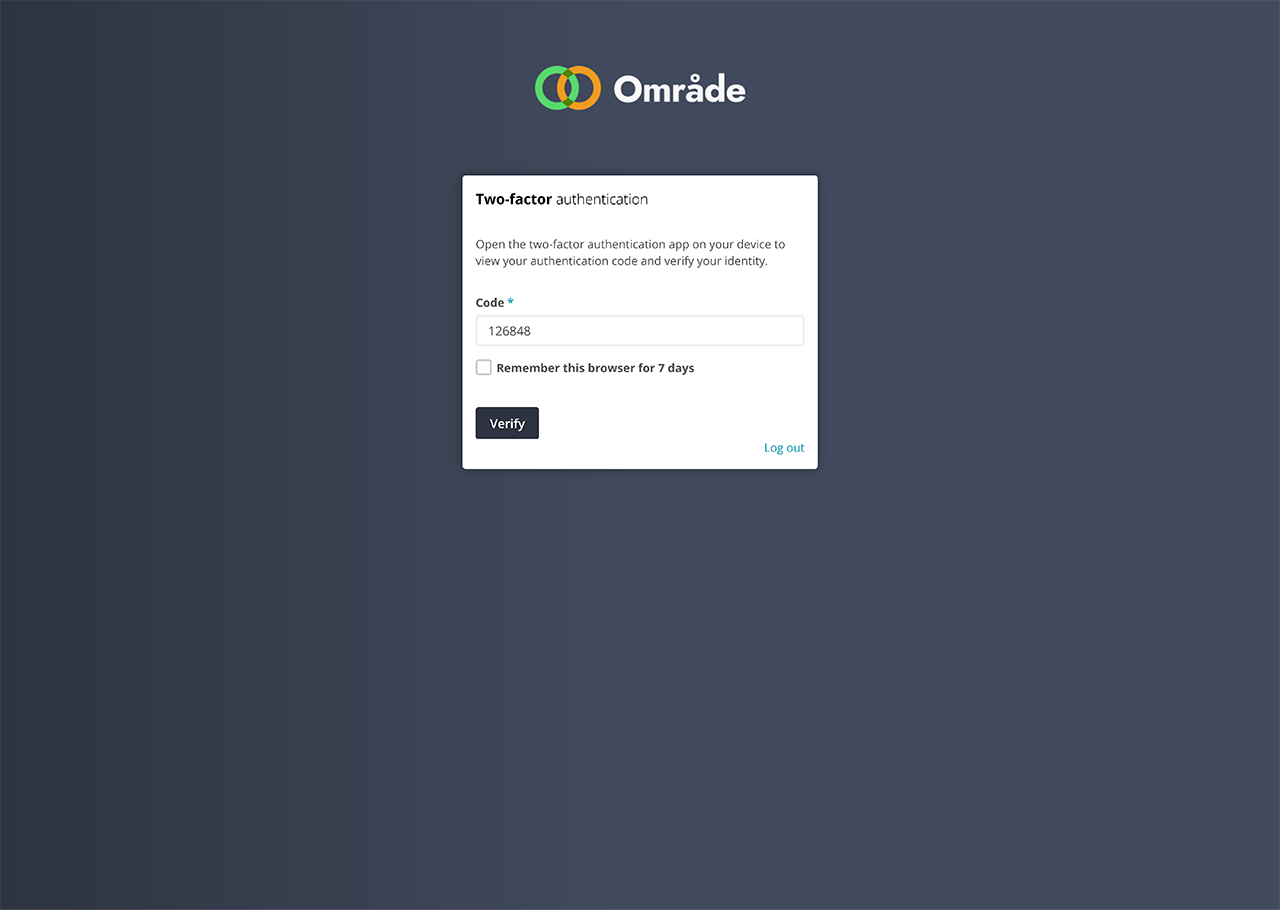 Område
Two-factor authentication
Open the two-factor authentication app on your device to
view your authentication code and verify your identity.
Code *
126848
Remember this browser for 7 days
Verify
Log out